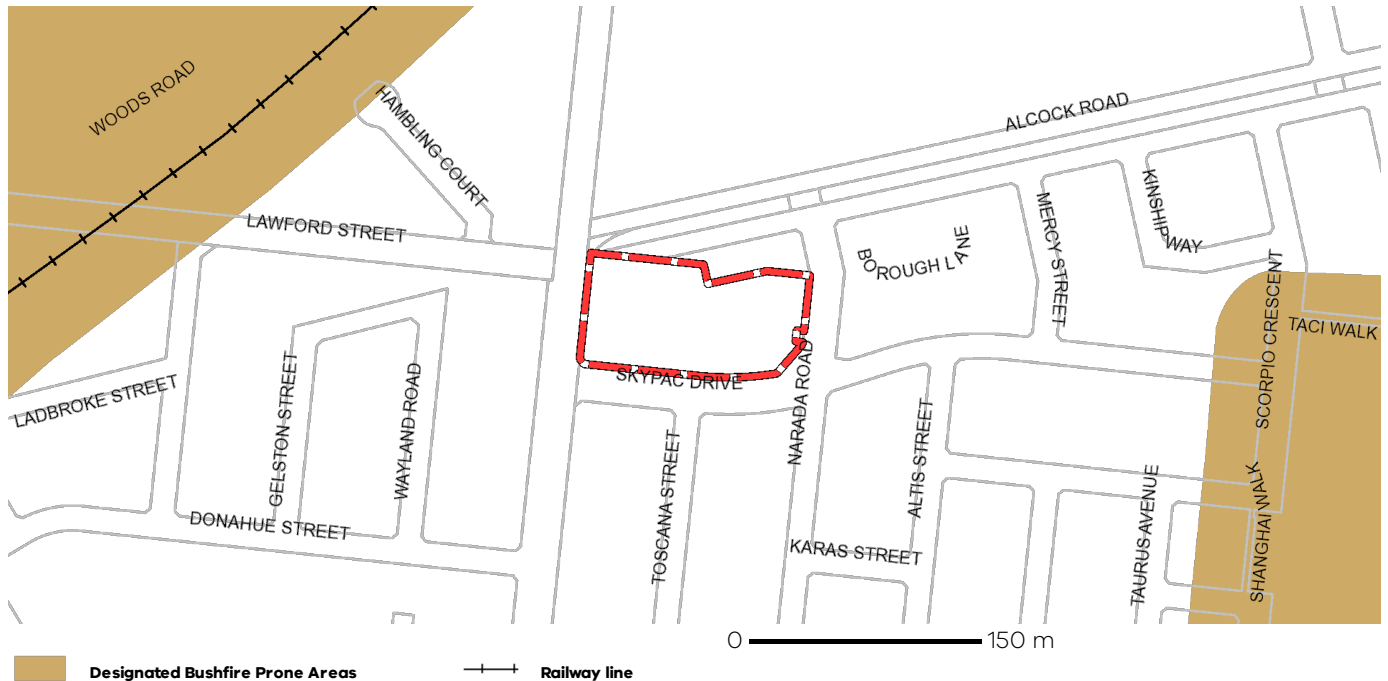 WOODS ROAD
HAMBLING COURT
ALCOCK ROAD
LAWFORD STREET
BOROUGH LANE
MERCY STREET
KINSHIP WAY
SCORPIO CRESCENT
TACI WALK
LADBROKE STREET
GELSTON STREET
WAYLAND ROAD
SKYPAC DRIVE
NARADA ROAD
TOSCANA STREET
ALTIS STREET
DONAHUE STREET
KARAS STREET
TAURUS AVENUE
SHANGHAI WALK
0 150 m
Designated Bushfire Prone Areas
Railway line